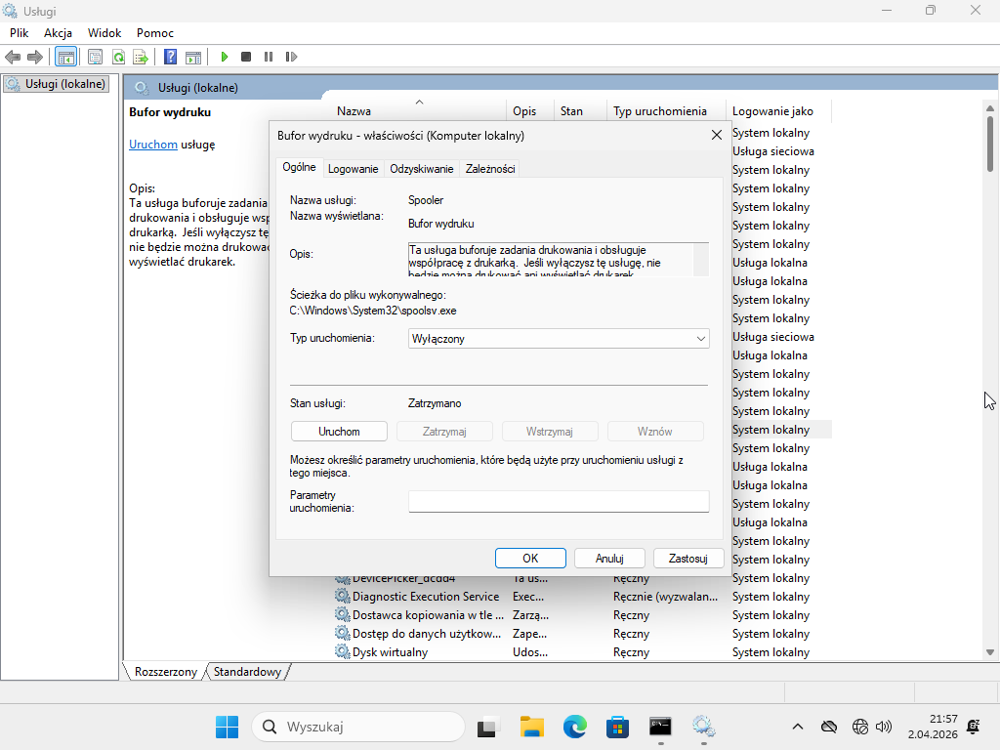 Usługi
Plik Akcja Widok Pomoc
Usługi (lokalne)
Usługi (lokalne)
Bufor wydruku
Uruchom usługę
Opis:
Ta usługa buforuje zadania
drukowania i obsługuje
drukarką. Jeśli wyłączysz tę
nie będzie można
wyświetlać drukarek.
Nazwa Opis Stan Typ uruchomienia Logowanie jako
System lokalny
Usługa sieciowa
System lokalny
System lokalny
System lokalny
System lokalny
System lokalny
Usługa lokalna
Usługa lokalna
System lokalny
System lokalny
Usługa sieciowa
Usługa lokalna
System lokalny
System lokalny
System lokalny
System lokalny
System lokalny
Usługa lokalna
Usługa lokalna
System lokalny
Usługa lokalna
System lokalny
System lokalny
Bufor wydruku - właściwości (Komputer lokalny)
Ogólne Logowanie Odzyskiwanie Zależności
Nazwa usługi: Spooler
Nazwa wyświetlana: Bufor wydruku
Opis: Ta usługa buforuje zadania drukowania i obsługuje
współpracę z drukarką. Jeśli wyłączysz tę usługę, nie
będzie można drukować ani wyświetlać drukarek.
Ścieżka do pliku wykonywalnego:
C:\Windows\System32\spoolsv.exe
Typ uruchomienia: Wyłączony
Stan usługi: Zatrzymano
Uruchom Zatrzymaj Wstrzymaj Wznów
Możesz określić parametry uruchomienia, które będą użyte przy uruchomieniu usługi z
tego miejsca.
Parametry
uruchomienia:
OK Anuluj Zastosuj
DevicePicker_dcdd4 Ta us... Ręczny System lokalny
Diagnostic Execution Service Exec... Ręcznie (wyzwalan... System lokalny
Dostawca kopiowania w tle ... Zarzą... Ręczny System lokalny
Dostęp do danych użytkow... Zape... Ręczny System lokalny
Dysk wirtualny Udos... Ręczny System lokalny
Rozszerzony Standardowy
Wyszukaj
21:57
2.04.2026